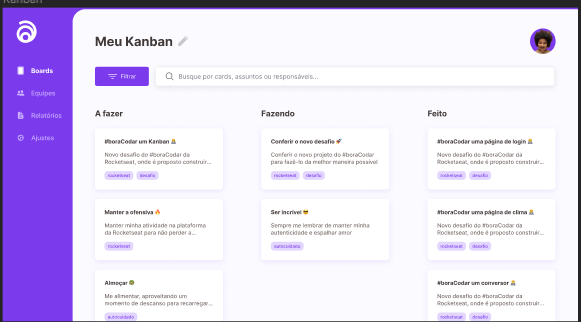 Kanban
Meu Kanban
Boards
Equipes
Relatórios
Ajustes
Filtrar
Busque por cards, assuntos ou responsáveis...
A fazer
#boraCodar um Kanban
Novo desafio do #boraCodar da
Rocketseat, onde é proposto construir...
rocketseat desafio
Manter a ofensiva 🔥
Manter minha atividade na plataforma
da Rocketseat para não perder a...
rocketseat
Almoçar 🥑
Me alimentar, aproveitando um
momento de descanso para recarregar...
autocuidado
Fazendo
Conferir o novo desafio 🚀
Conferir o novo projeto do #boraCodar
para fazê-lo da melhor maneira possível
rocketseat desafio
Ser incrível 😎
Sempre me lembrar de manter minha
autenticidade e espalhar amor
autocuidado
Feito
#boraCodar uma página de login
Novo desafio do #boraCodar da
Rocketseat, onde é proposto construir...
rocketseat desafio
#boraCodar uma página de clima
Novo desafio do #boraCodar da
Rocketseat, onde é proposto construir...
rocketseat desafio
#boraCodar um conversor
Novo desafio do #boraCodar da
Rocketseat, onde é proposto construir...
rocketseat desafio